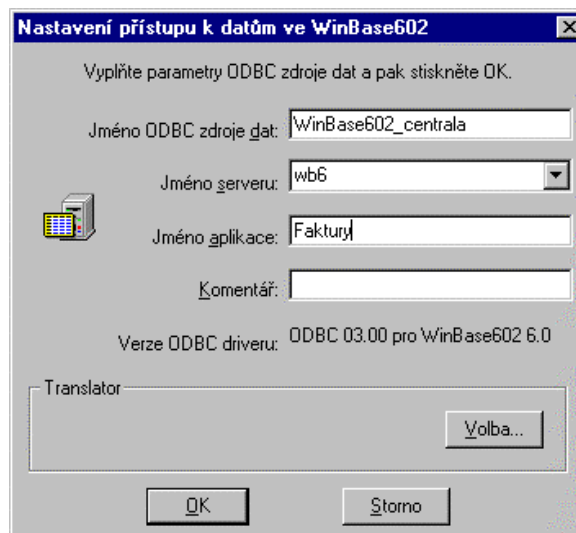 Nastavení přístupu k datům ve WinBase602
Vyplňte parametry ODBC zdroje dat a pak stiskněte OK.
Jméno ODBC zdroje dat: WinBase602_centrala
Jméno serveru: wb6
Jméno aplikace: Faktury
Komentář:
Verze ODBC driveru: ODBC 03.00 pro WinBase602 6.0
Translator
Volba...
OK Storno